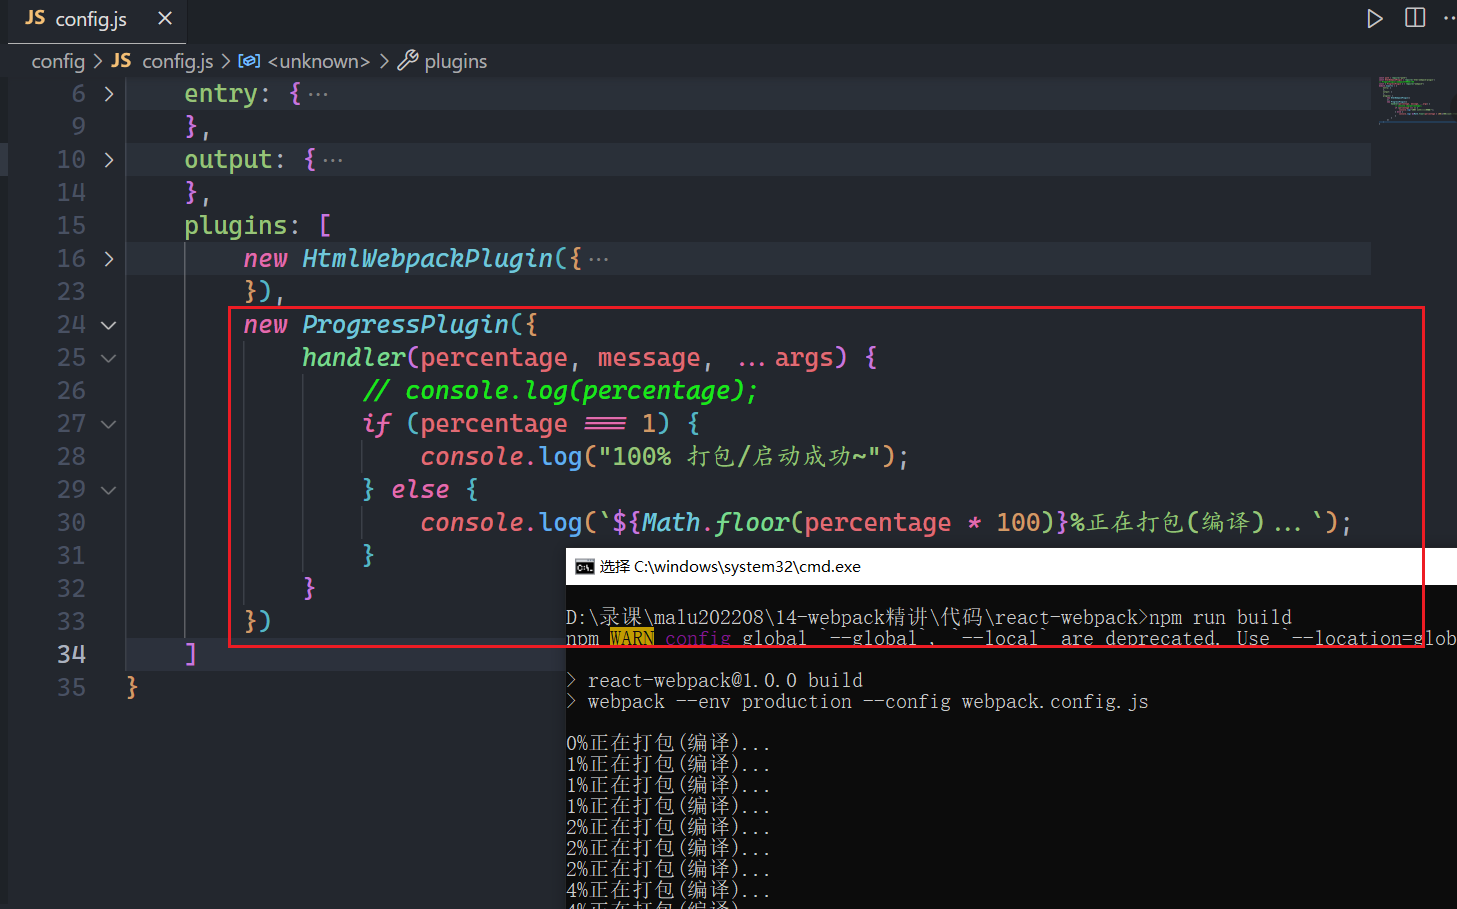 JS config.js ×
config > JS config.js > <unknown> > plugins
6 entry: { ···
9 },
10 output: { ···
14 },
15 plugins: [
16 new HtmlWebpackPlugin({ ···
23 }),
24 new ProgressPlugin({
25 handler(percentage, message, ...args) {
26 // console.log(percentage);
27 if (percentage === 1) {
28 console.log("100% 打包/启动成功~");
29 } else {
30 console.log(`${Math.floor(percentage * 100)}%正在打包(编译)...`);
31 }
32 }
33 })
34 ]
35 }
选择 C:\windows\system32\cmd.exe
D:\录课\malu202208\14-webpack精讲\代码\react-webpack>npm run build
npm WARN config global `--global`, `--local` are deprecated. Use `--location=glob
> react-webpack@1.0.0 build
> webpack --env production --config webpack.config.js
0%正在打包(编译)...
1%正在打包(编译)...
1%正在打包(编译)...
1%正在打包(编译)...
2%正在打包(编译)...
2%正在打包(编译)...
2%正在打包(编译)...
4%正在打包(编译)...